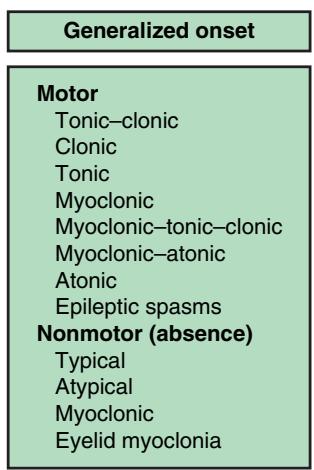 Generalized onset
Motor
Tonic–clonic
Clonic
Tonic
Myoclonic
Myoclonic–tonic–clonic
Myoclonic–atonic
Atonic
Epileptic spasms
Nonmotor (absence)
Typical
Atypical
Myoclonic
Eyelid myoclonia